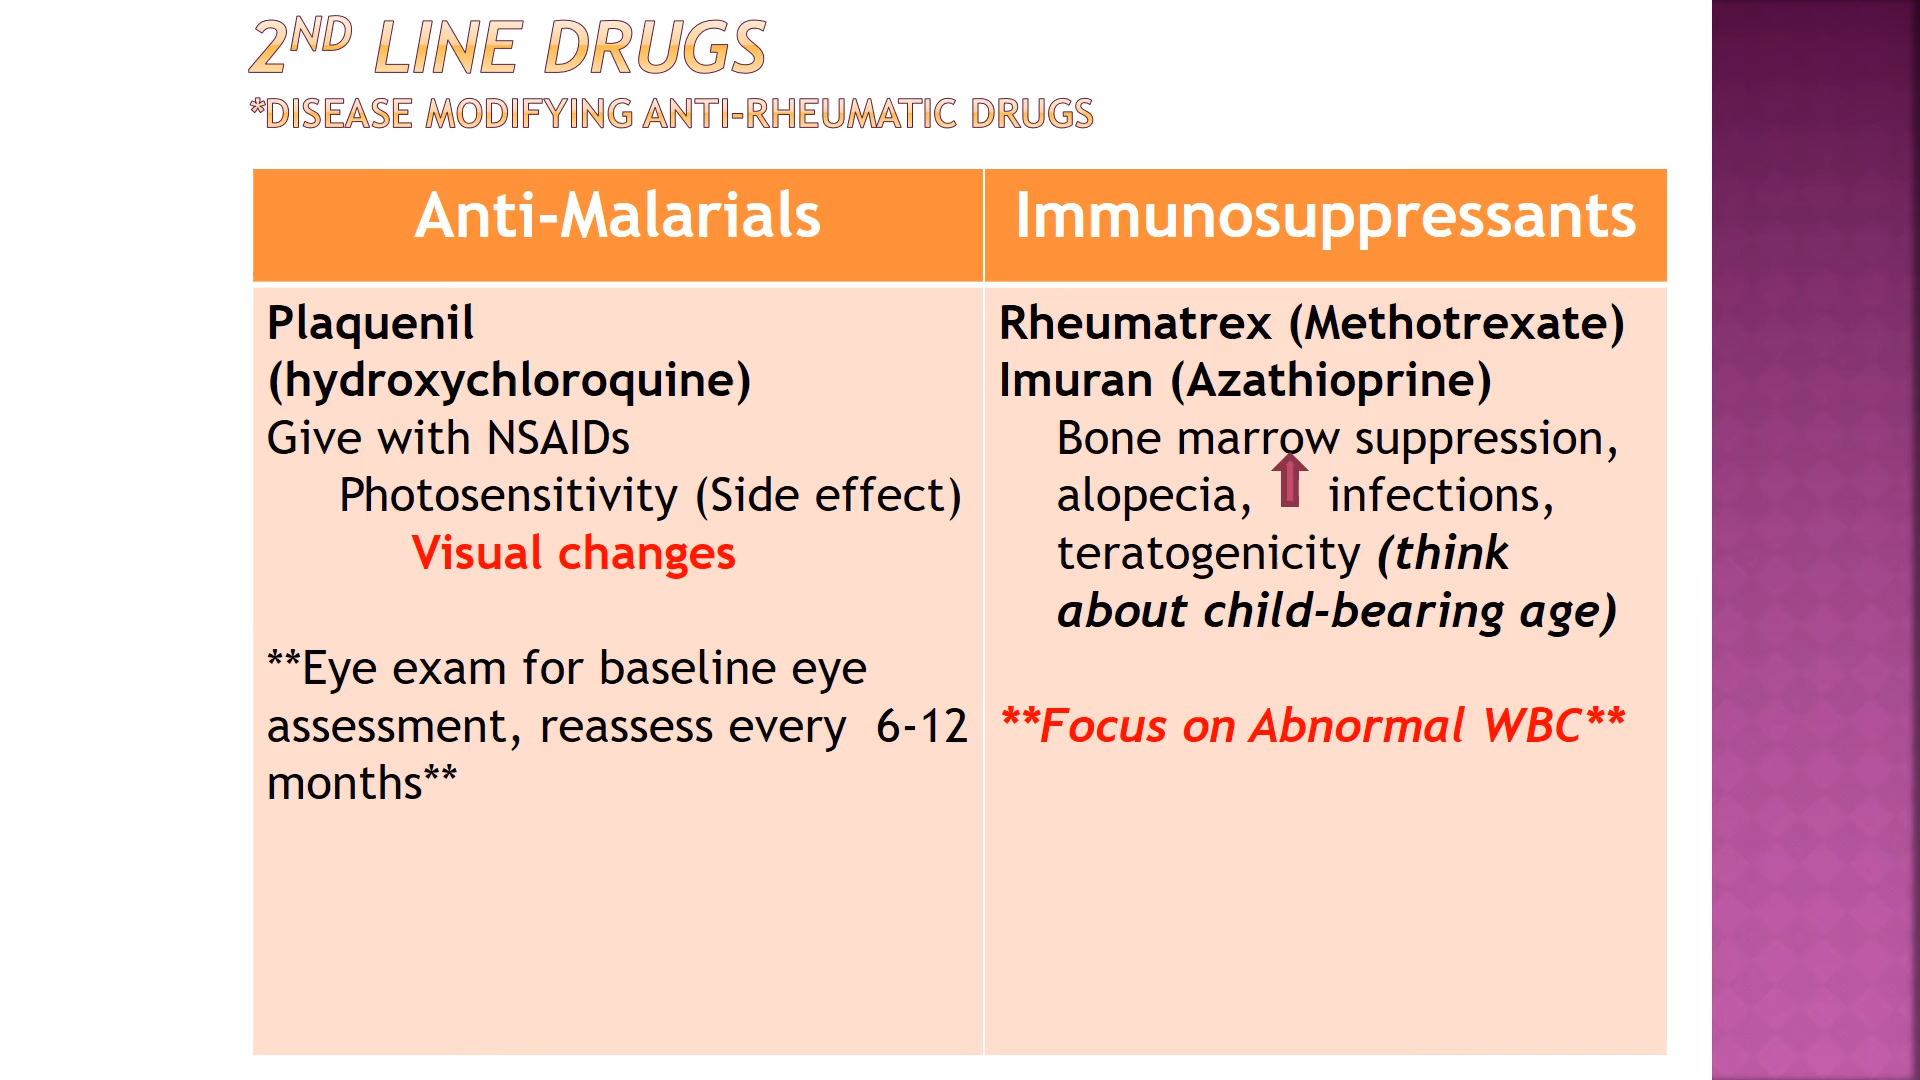 2ND LINE DRUGS
*DISEASE MODIFYING ANTI-RHEUMATIC DRUGS
Anti-Malarials
Plaquenil
(hydroxychloroquine)
Give with NSAIDs
Photosensitivity (Side effect)
Visual changes
**Eye exam for baseline eye
assessment, reassess every 6-12
months**
Immunosuppressants
Rheumatrex (Methotrexate)
Imuran (Azathioprine)
Bone marrow suppression,
alopecia, infections,
teratogenicity (think
about child-bearing age)
**Focus on Abnormal WBC**